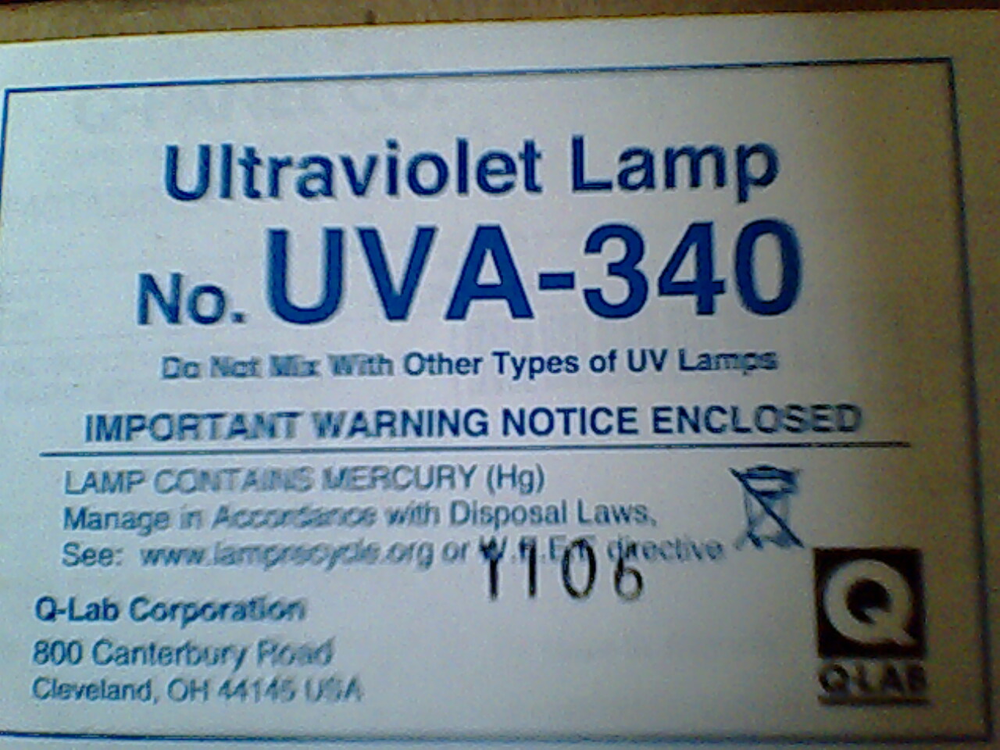 Ultraviolet Lamp
No. UVA-340
Do Not Mix With Other Types of UV Lamps
IMPORTANT WARNING NOTICE ENCLOSED
LAMP CONTAINS MERCURY (Hg)
Manage in Accordance with Disposal Laws,
See: www.lamprecycle.org or W.E.E.E directive
1106
Q-Lab Corporation
800 Canterbury Road
Cleveland, OH 44145 USA
Q
Q-LAB